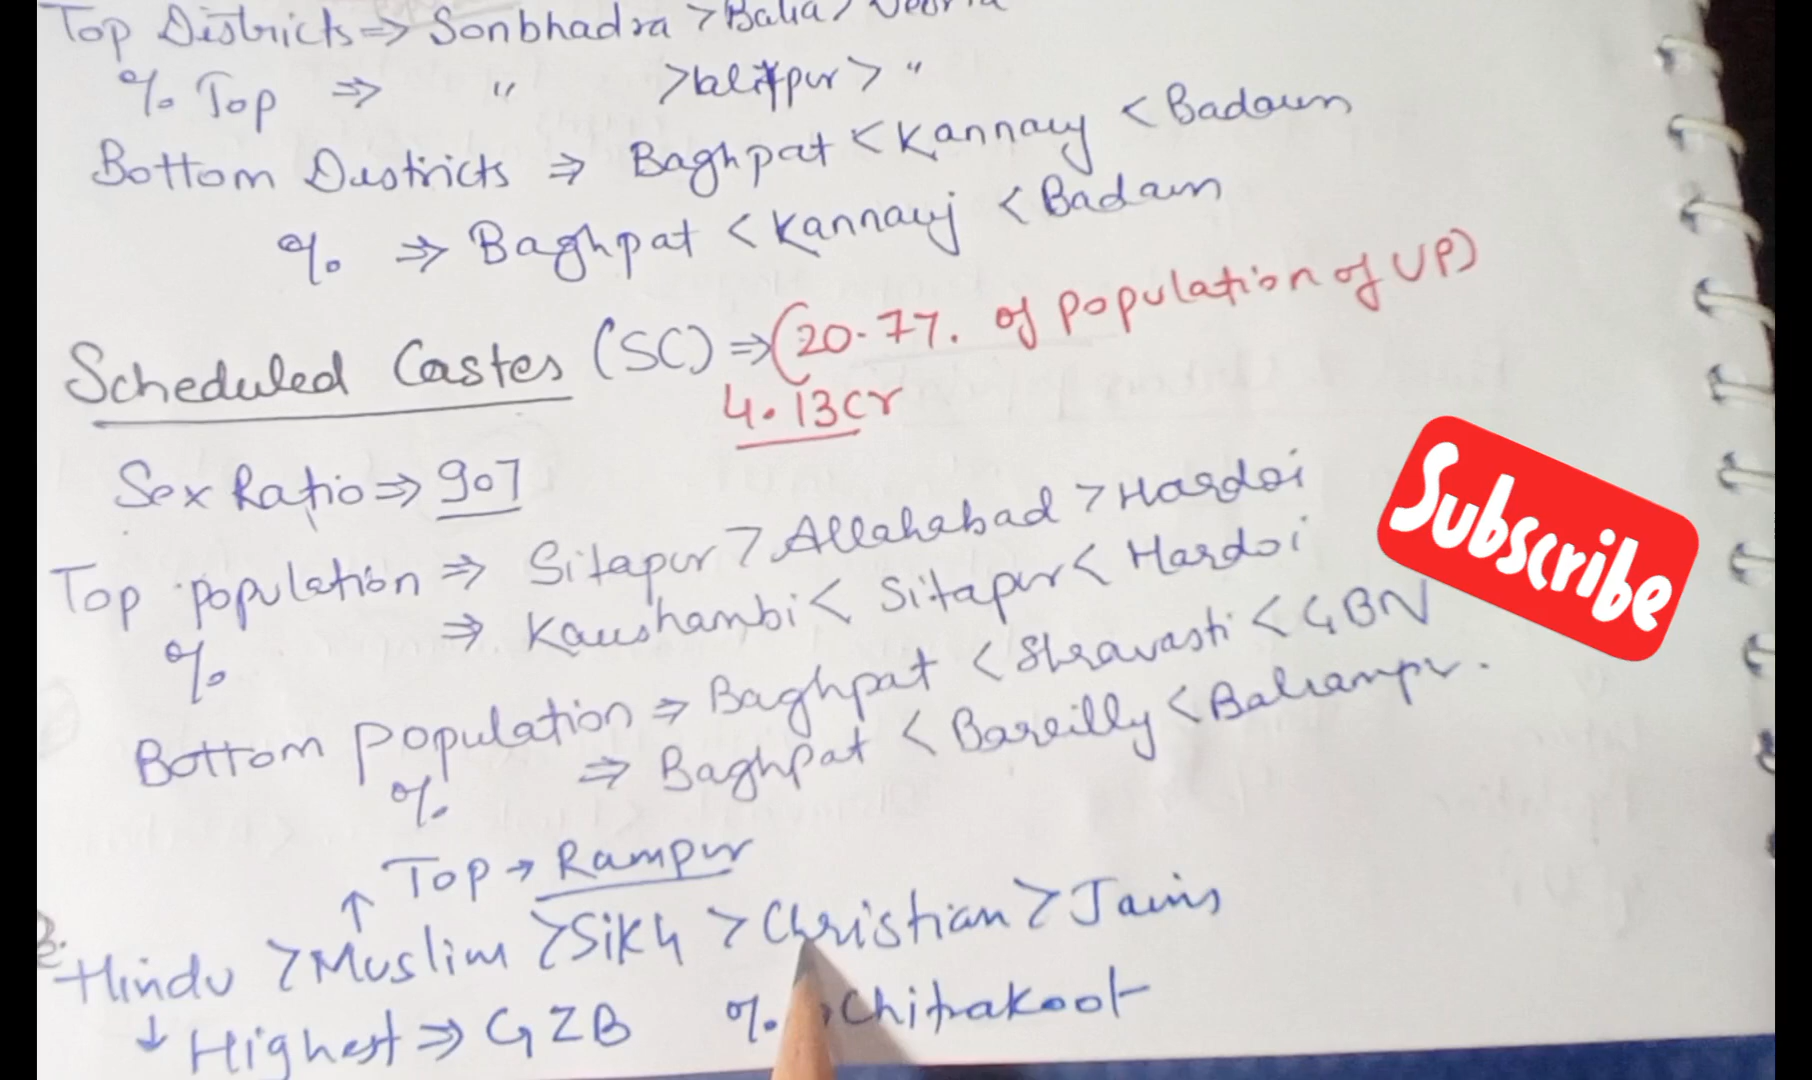 Top Districts ⇒ Sonbhadra > Balia >
% Top ⇒ " > lalitpur > "
Bottom Districts ⇒ Baghpat < Kannauj < Badaun
% ⇒ Baghpat < Kannauj < Badaun
Scheduled Castes (SC) ⇒ (20.7%. of population of UP)
4.13cr
Sex Ratio ⇒ 907
Top population ⇒ Sitapur > Allahabad > Hardoi
% ⇒ Kaushambi < Sitapur < Hardoi
Bottom population ⇒ Baghpat < Shravasti < GBN
% ⇒ Baghpat < Bareilly < Balrampur.
↑ Top → Rampur
3. Hindu > Muslim > Sikh > Christian > Jains
↓ Highest ⇒ GZB % Chitrakoot
Subscribe